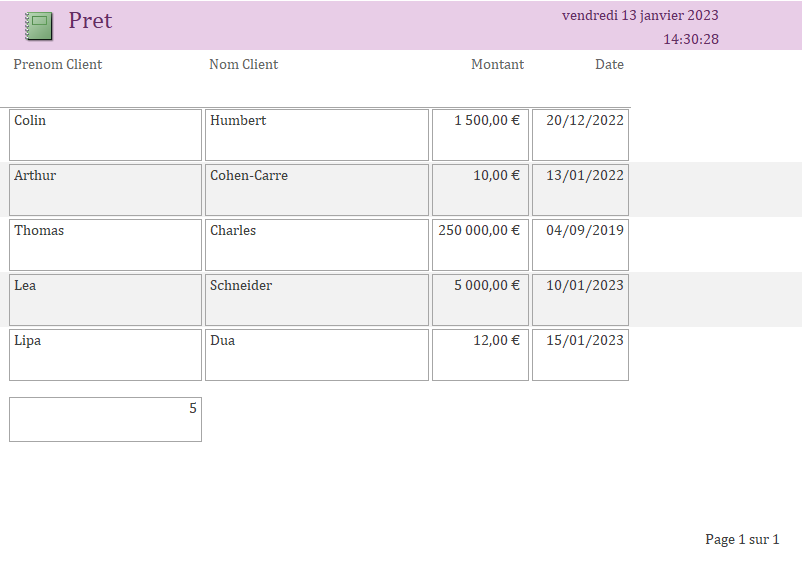 Pret
vendredi 13 janvier 2023
14:30:28
Prenom Client Nom Client Montant Date
Colin Humbert 1 500,00 € 20/12/2022
Arthur Cohen-Carre 10,00 € 13/01/2022
Thomas Charles 250 000,00 € 04/09/2019
Lea Schneider 5 000,00 € 10/01/2023
Lipa Dua 12,00 € 15/01/2023
5
Page 1 sur 1